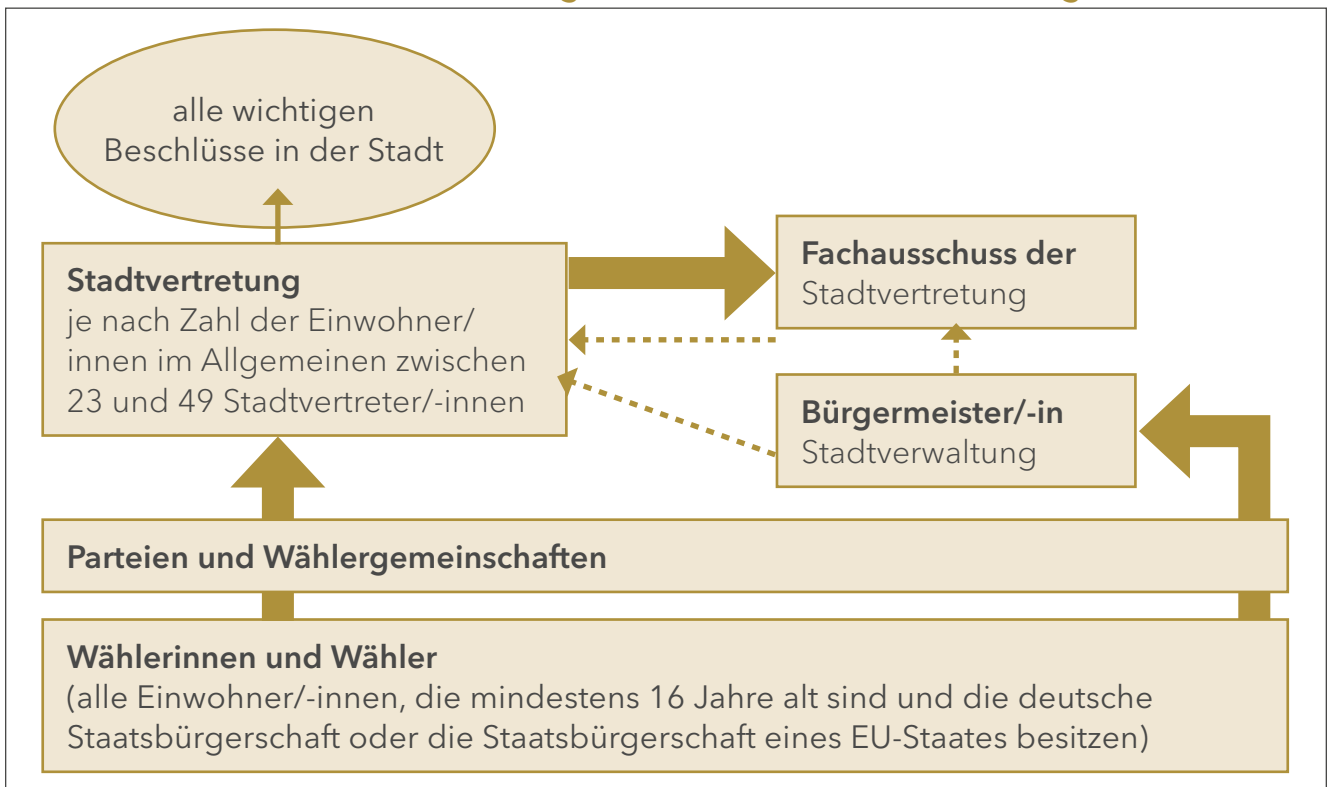 alle wichtigen
Beschlüsse in der Stadt
Stadtvertretung
je nach Zahl der Einwohner/
innen im Allgemeinen zwischen
23 und 49 Stadtvertreter/-innen
Fachausschuss der
Stadtvertretung
Bürgermeister/-in
Stadtverwaltung
Parteien und Wählergemeinschaften
Wählerinnen und Wähler
(alle Einwohner/-innen, die mindestens 16 Jahre alt sind und die deutsche
Staatsbürgerschaft oder die Staatsbürgerschaft eines EU-Staates besitzen)